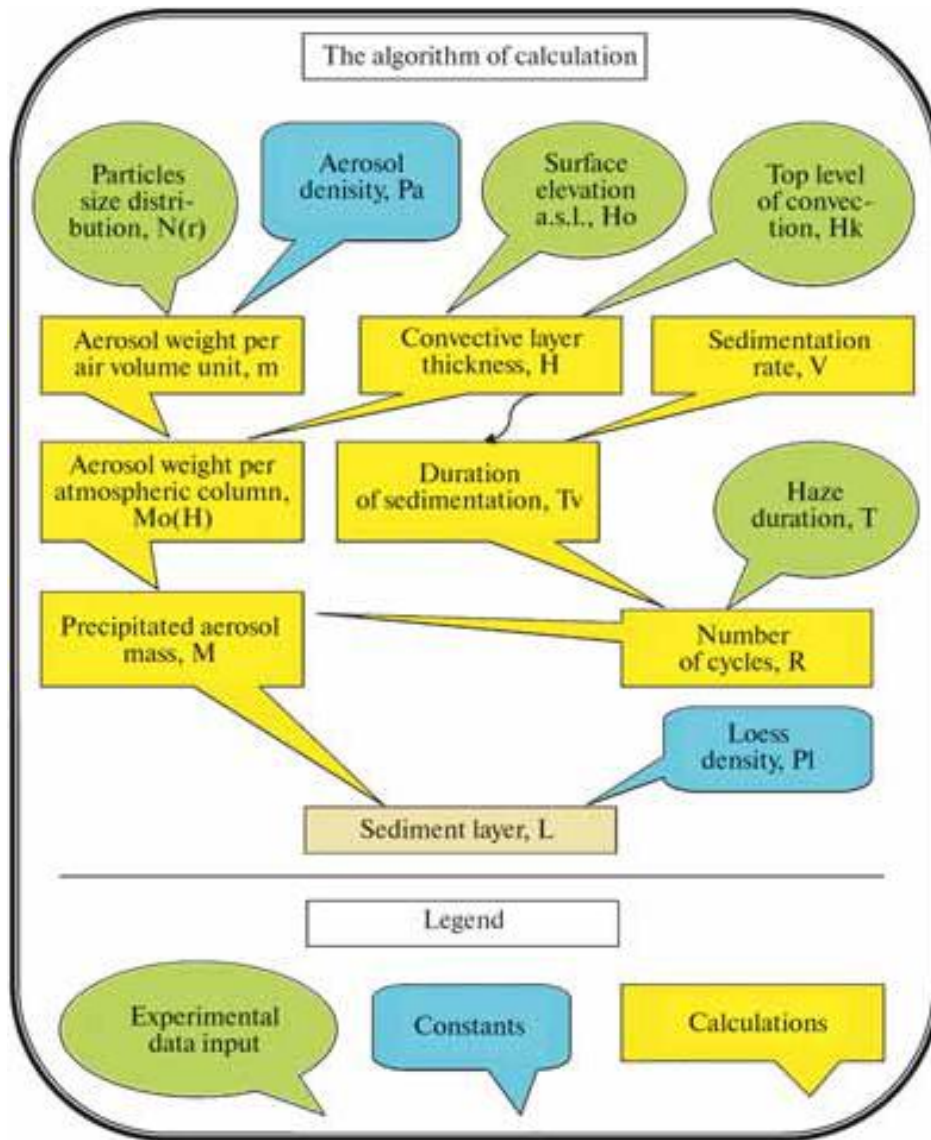 The algorithm of calculation
Particles
size distri-
bution, N(r)
Aerosol
denisity, Pa
Surface
elevation
a.s.l., Ho
Top level
of convec-
tion, Hk
Aerosol weight per
air volume unit, m
Convective layer
thickness, H
Sedimentation
rate, V
Aerosol weight per
atmospheric column,
Mo(H)
Duration
of sedimentation, Tv
Haze
duration, T
Precipitated aerosol
mass, M
Number
of cycles, R
Loess
density, Pl
Sediment layer, L
Legend
Experimental
data input
Constants
Calculations